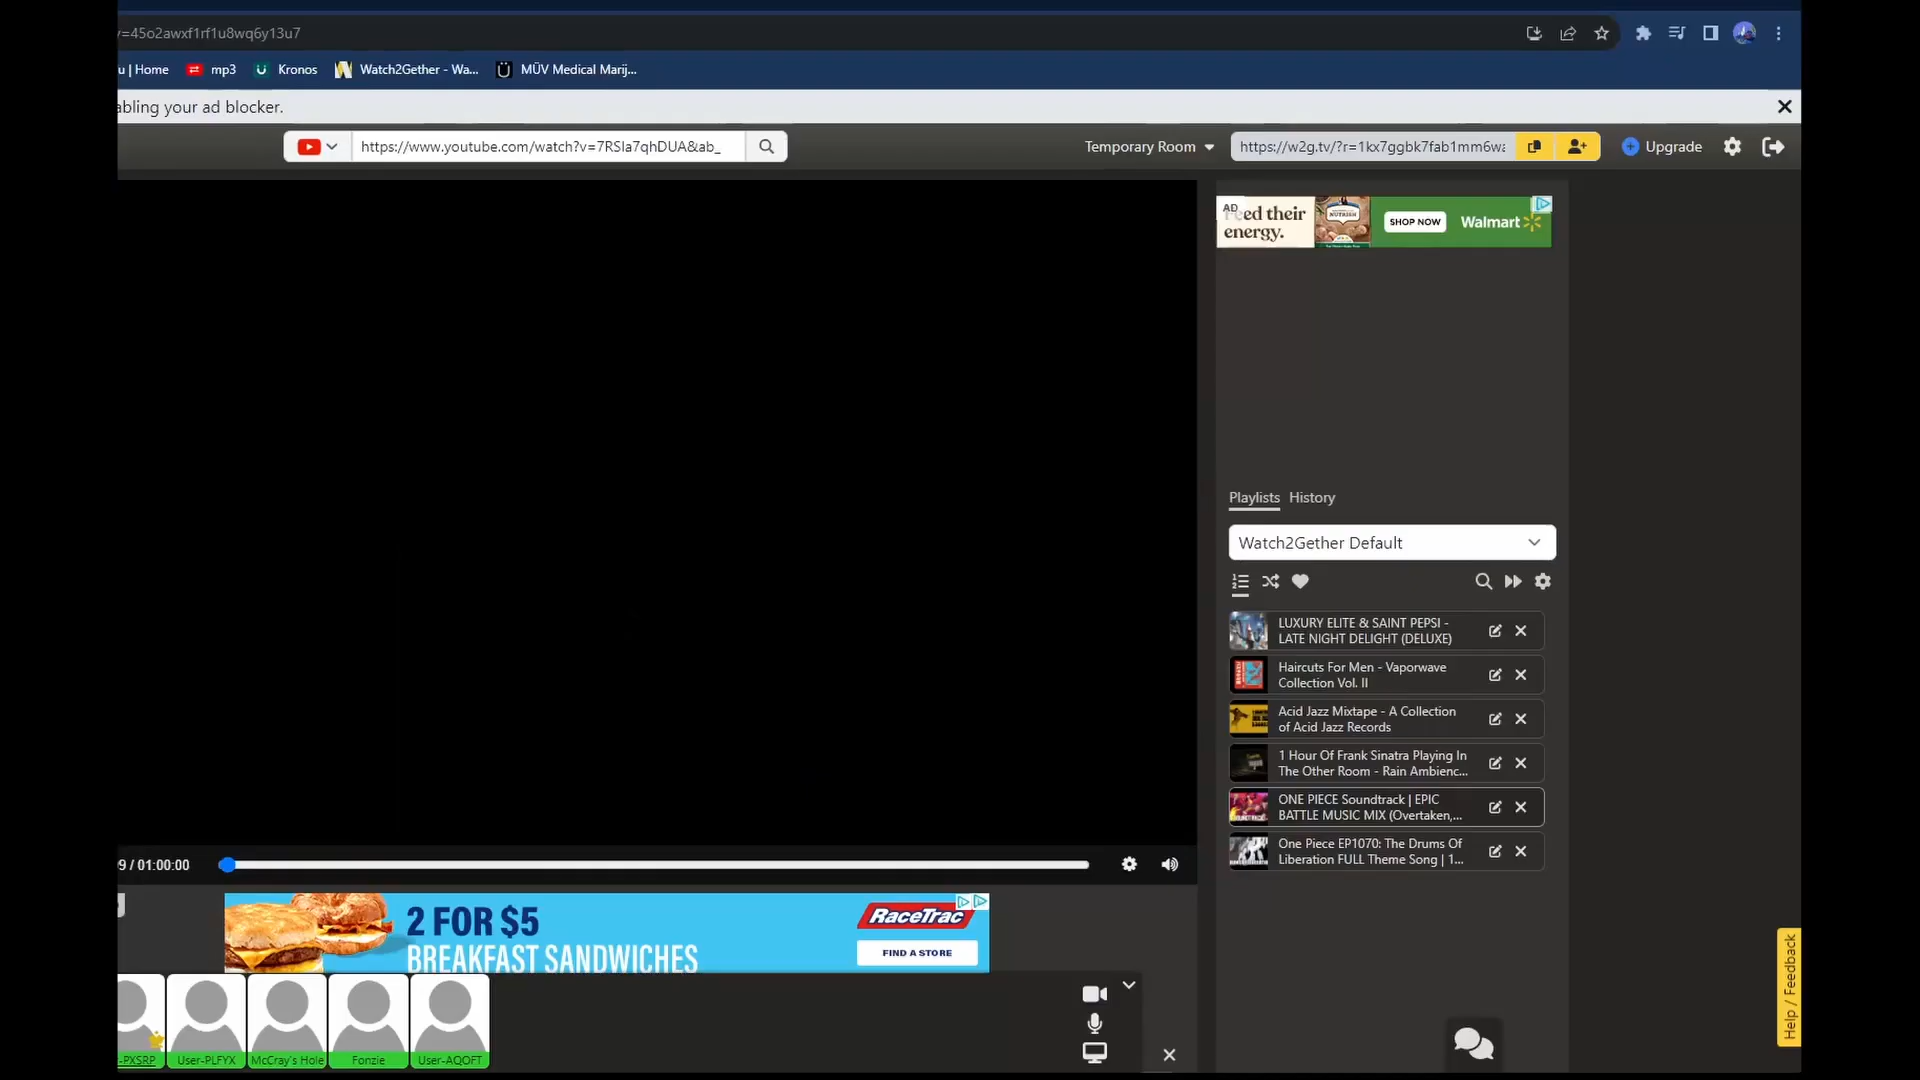 y=45o2awxf1rf1u8wq6y13u7
u | Home mp3 Kronos Watch2Gether - Wa... MÜV Medical Marij...
abling your ad blocker.
https://www.youtube.com/watch?v=7RSla7qhDUA&ab_
Temporary Room
https://w2g.tv/?r=1kx7ggbk7fab1mm6wa
Upgrade
AD
Feed their
energy.
NUTRISH
SHOP NOW
Walmart
Playlists History
Watch2Gether Default
LUXURY ELITE & SAINT PEPSI -
LATE NIGHT DELIGHT (DELUXE)
Haircuts For Men - Vaporwave
Collection Vol. II
Acid Jazz Mixtape - A Collection
of Acid Jazz Records
1 Hour Of Frank Sinatra Playing In
The Other Room - Rain Ambienc...
ONE PIECE Soundtrack | EPIC
BATTLE MUSIC MIX (Overtaken,...
One Piece EP1070: The Drums Of
Liberation FULL Theme Song | 1...
09 / 01:00:00
2 FOR $5
BREAKFAST SANDWICHES
RaceTrac
FIND A STORE
-PXSRP User-PLFYX McCray's Hole Fonzie User-AQOFT
Help / Feedback